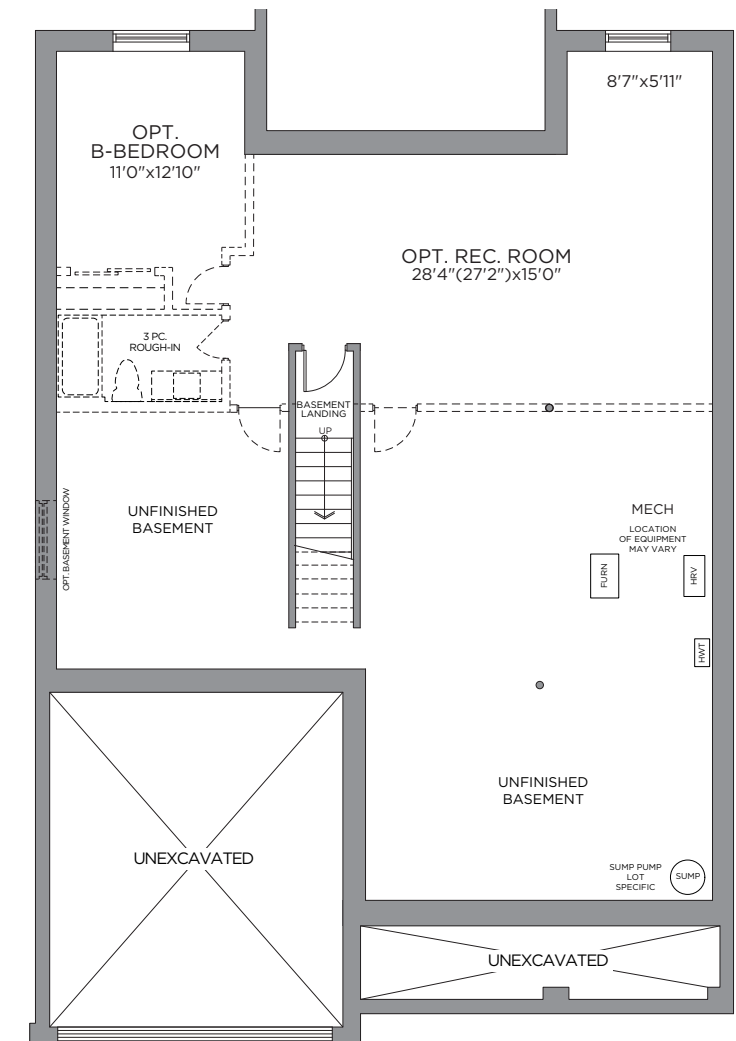 8'7"x5'11"
OPT.
B-BEDROOM
11'0"x12'10"
OPT. REC. ROOM
28'4"(27'2")x15'0"
3 PC.
ROUGH-IN
BASEMENT
LANDING
UP
OPT. BASEMENT WINDOW
UNFINISHED
BASEMENT
MECH
LOCATION
OF EQUIPMENT
MAY VARY
FURN
HRV
HWT
UNFINISHED
BASEMENT
UNEXCAVATED
SUMP PUMP
LOT
SPECIFIC
SUMP
UNEXCAVATED